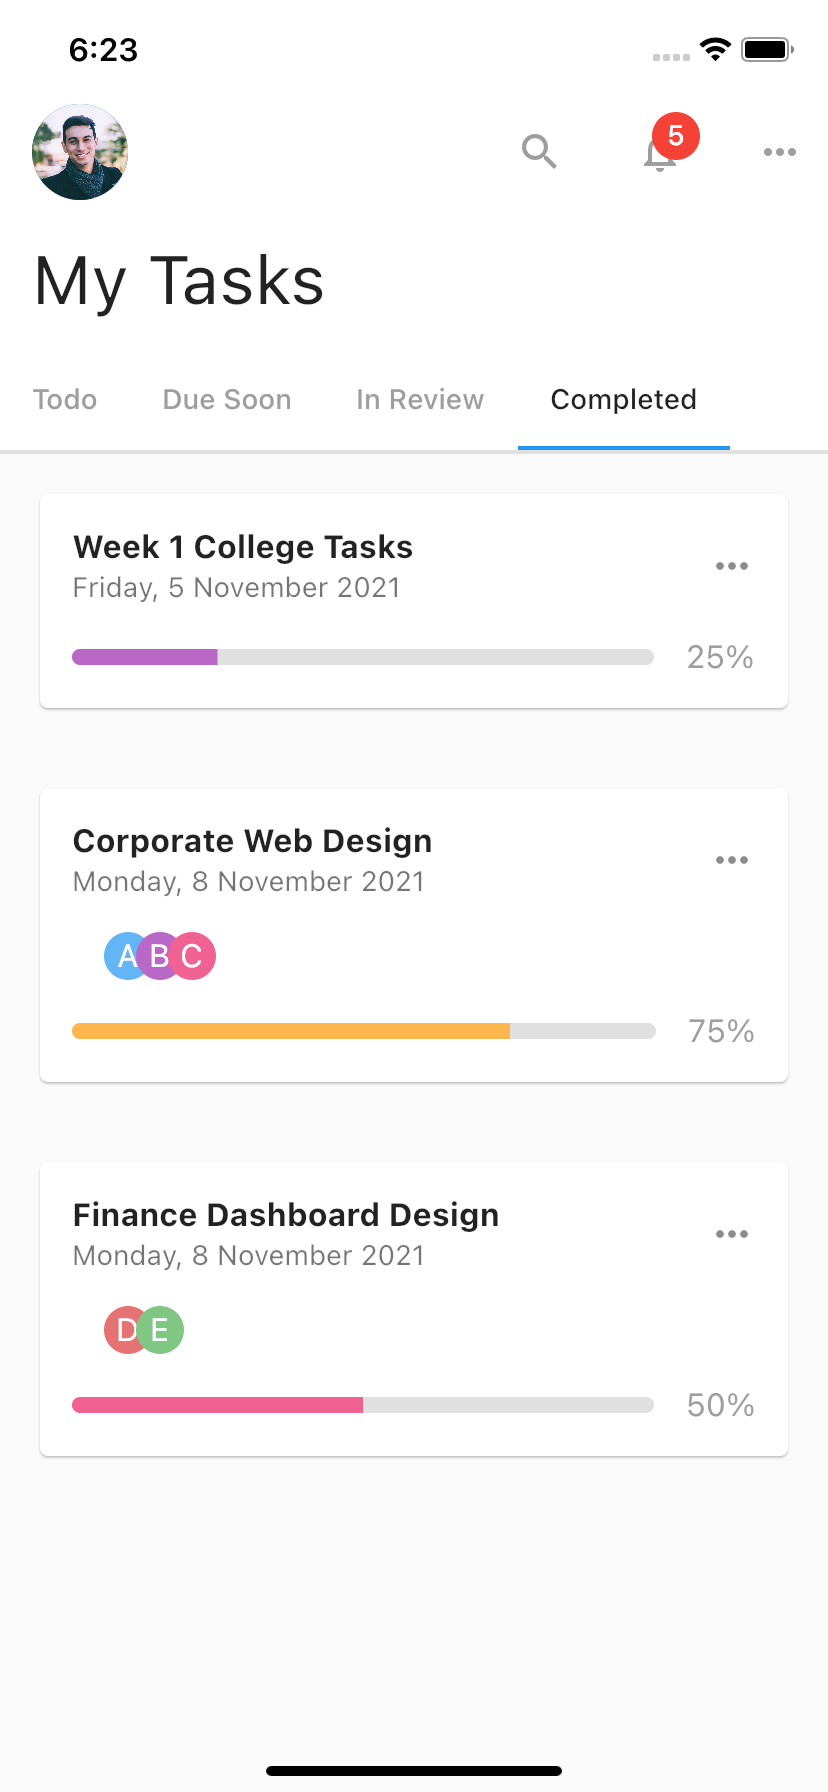 6:23
5
My Tasks
Todo Due Soon In Review Completed
Week 1 College Tasks
Friday, 5 November 2021
25%
Corporate Web Design
Monday, 8 November 2021
A B C
75%
Finance Dashboard Design
Monday, 8 November 2021
D E
50%